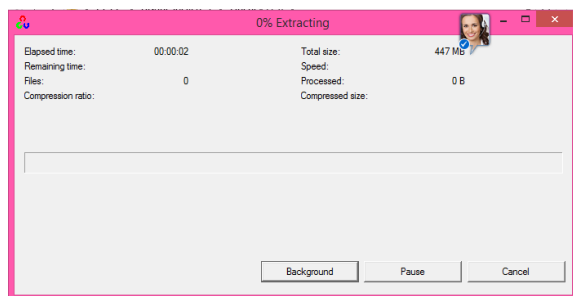 0% Extracting
Elapsed time: 00:00:02 Total size: 447 MB
Remaining time: Speed:
Files: 0 Processed: 0 B
Compression ratio: Compressed size:
Background Pause Cancel